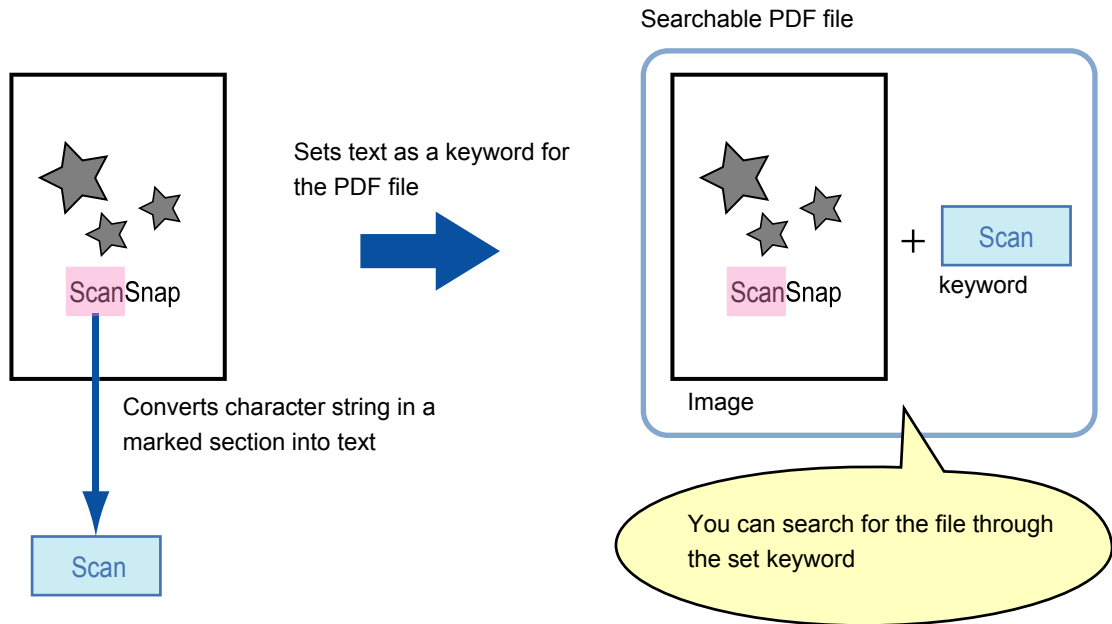 Searchable PDF file
Sets text as a keyword for
the PDF file
ScanSnap
Converts character string in a
marked section into text
Scan
ScanSnap
+
Scan
keyword
Image
You can search for the file through
the set keyword